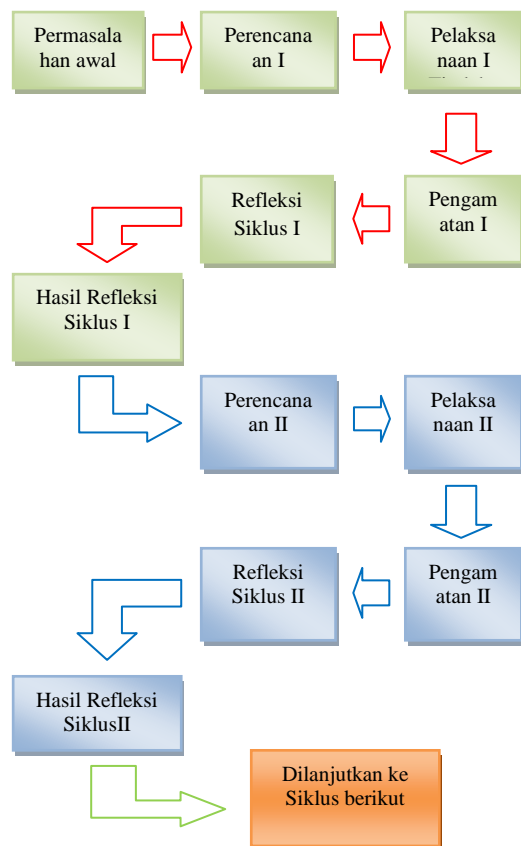 Permasala
han awal
Perencana
an I
Pelaksa
naan I
Refleksi
Siklus I
Pengam
atan I
Hasil Refleksi
Siklus I
Perencana
an II
Pelaksa
naan II
Refleksi
Siklus II
Pengam
atan II
Hasil Refleksi
SiklusII
Dilanjutkan ke
Siklus berikut